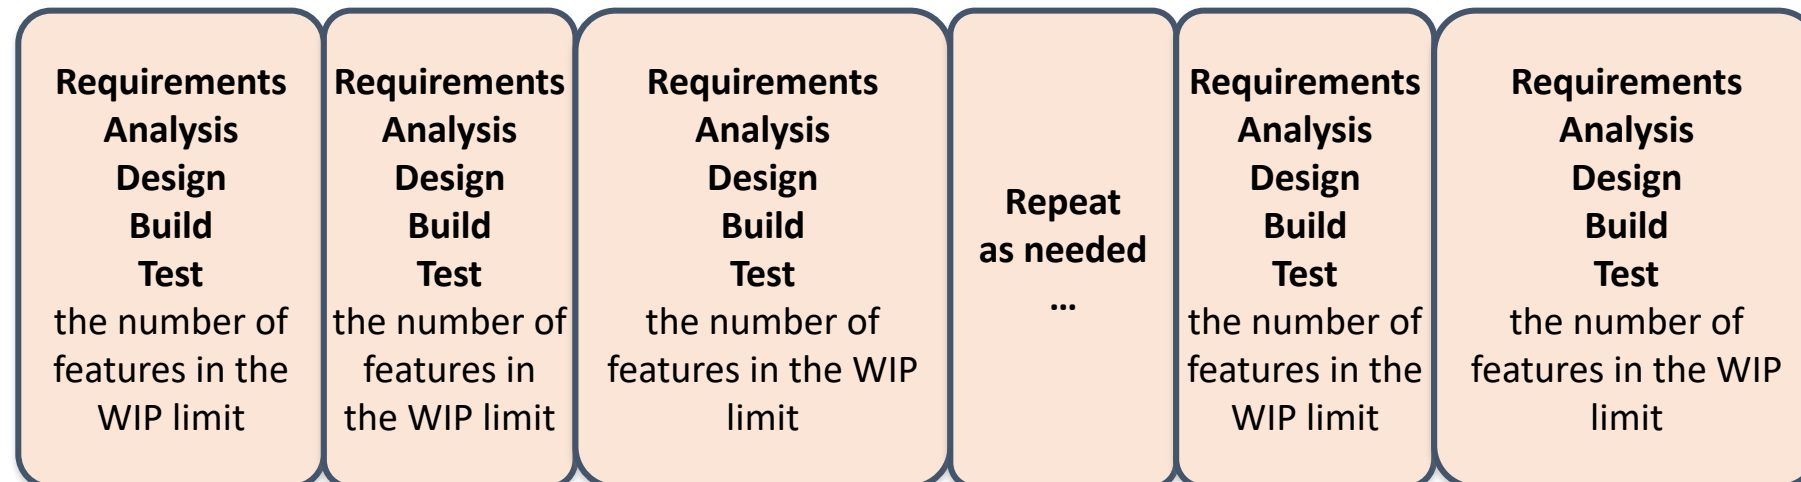 Requirements
Analysis
Design
Build
Test
the number of
features in the
WIP limit
Requirements
Analysis
Design
Build
Test
the number of
features in
the WIP limit
Requirements
Analysis
Design
Build
Test
the number of
features in the WIP
limit
Repeat
as needed
...
Requirements
Analysis
Design
Build
Test
the number of
features in the
WIP limit
Requirements
Analysis
Design
Build
Test
the number of
features in the WIP
limit